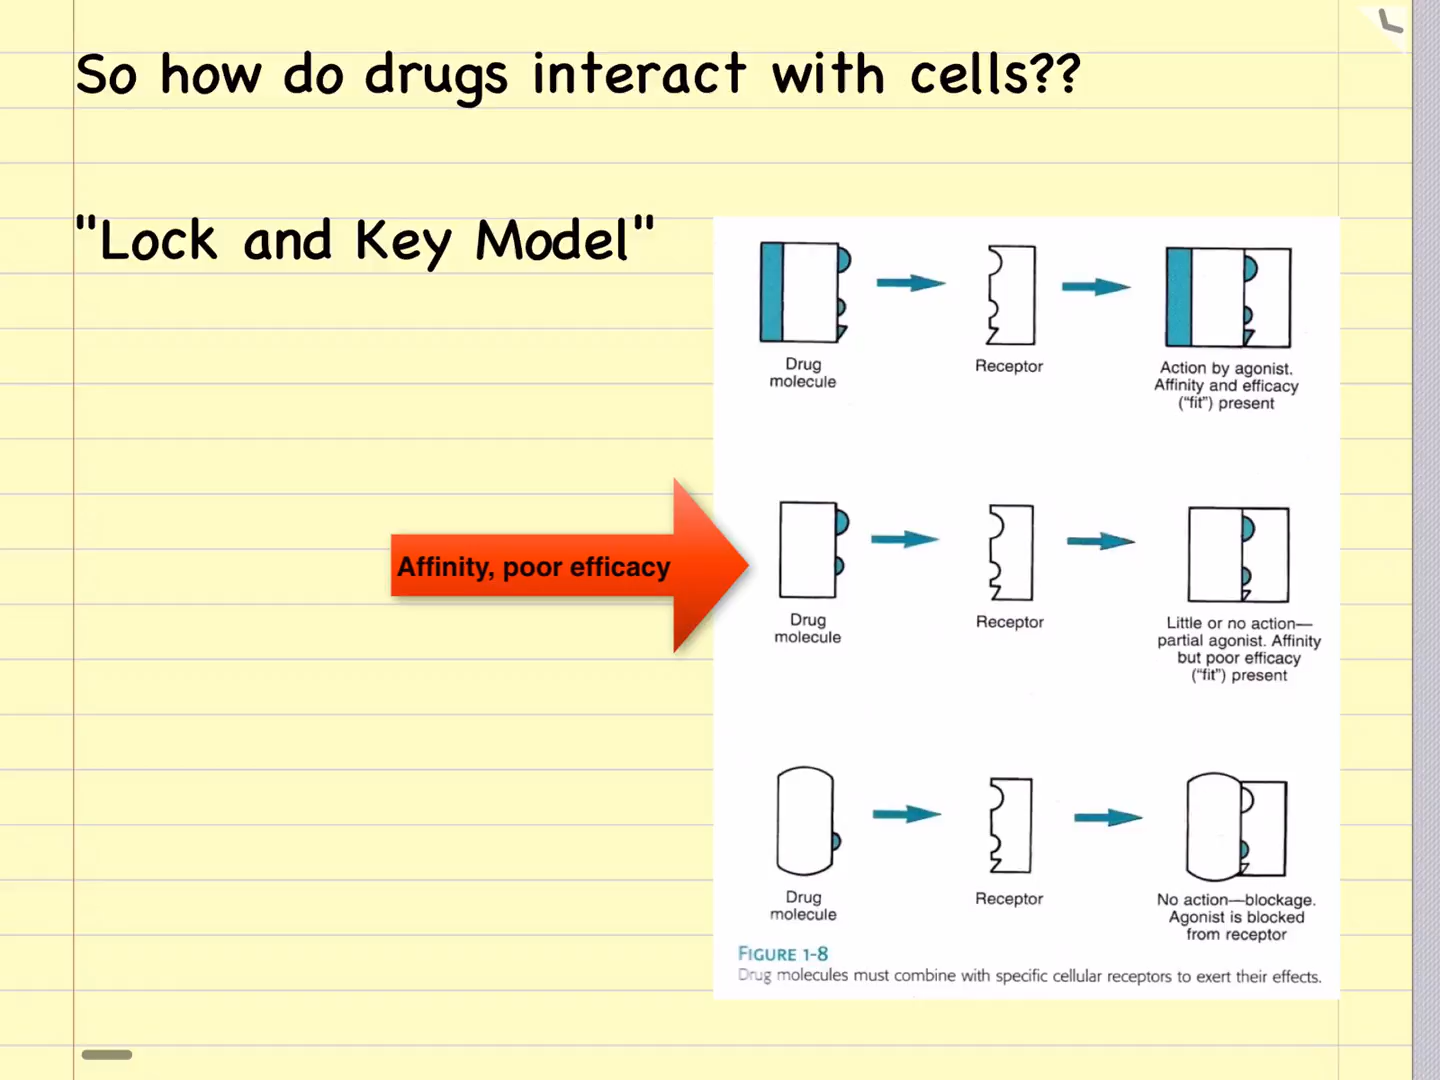 So how do drugs interact with cells??
"Lock and Key Model"
Drug
molecule
Receptor
Action by agonist.
Affinity and efficacy
(“fit”) present
Affinity, poor efficacy
Drug
molecule
Receptor
Little or no action—
partial agonist. Affinity
but poor efficacy
(“fit”) present
Drug
molecule
Receptor
No action—blockage.
Agonist is blocked
from receptor
FIGURE 1-8
Drug molecules must combine with specific cellular receptors to exert their effects.